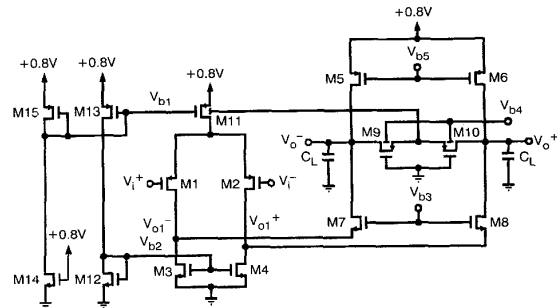 +0.8V
+0.8V
+0.8V
+0.8V
V_b5
M5
M6
M15
M13
V_b1
M11
V_b4
V_o^-
M9
M10
V_o^+
C_L
C_L
V_i^+
M1
M2
V_i^-
V_b3
V_o1^-
V_o1^+
M7
M8
+0.8V
V_b2
M14
M12
M3
M4